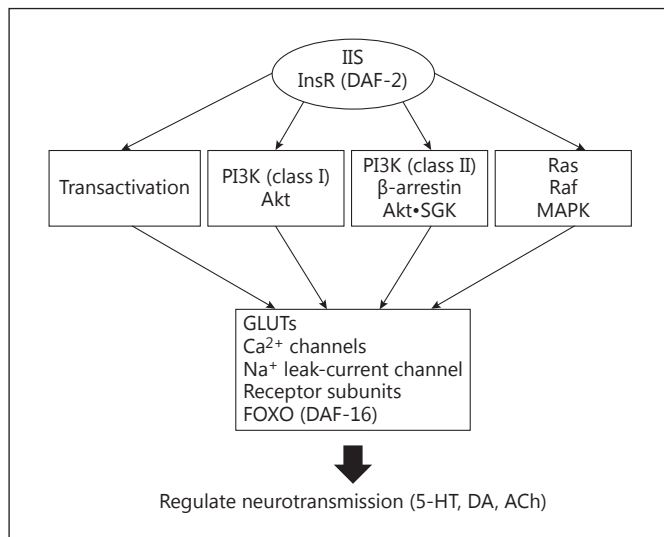 IIS
InsR (DAF-2)
Transactivation
PI3K (class I)
Akt
PI3K (class II)
β-arrestin
Akt•SGK
Ras
Raf
MAPK
GLUTs
Ca²⁺ channels
Na⁺ leak-current channel
Receptor subunits
FOXO (DAF-16)
Regulate neurotransmission (5-HT, DA, ACh)